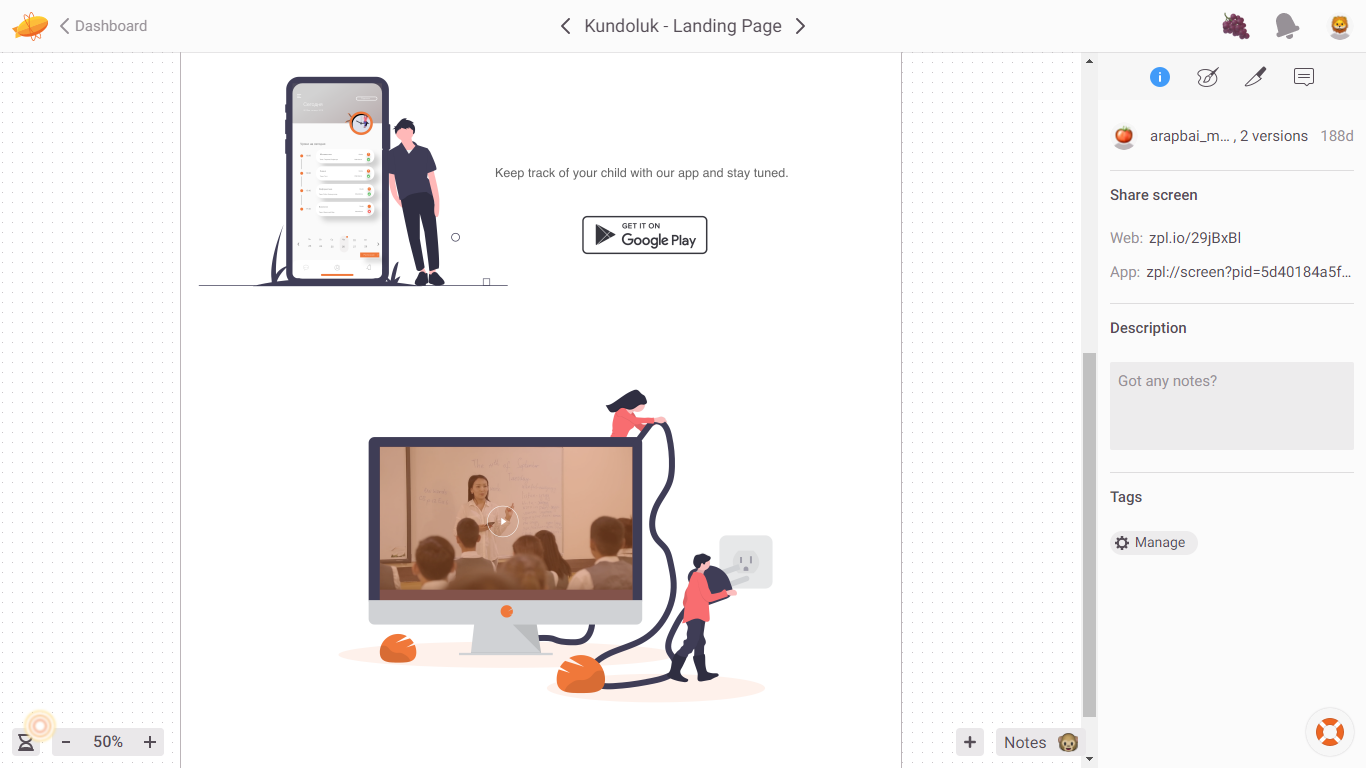 Dashboard
Kundoluk - Landing Page
arapbai_m... , 2 versions 188d
Share screen
Web: zpl.io/29jBxBl
App: zpl://screen?pid=5d40184a5f...
Description
Got any notes?
Tags
Manage
Keep track of your child with our app and stay tuned.
GET IT ON
Google Play
50%
Notes